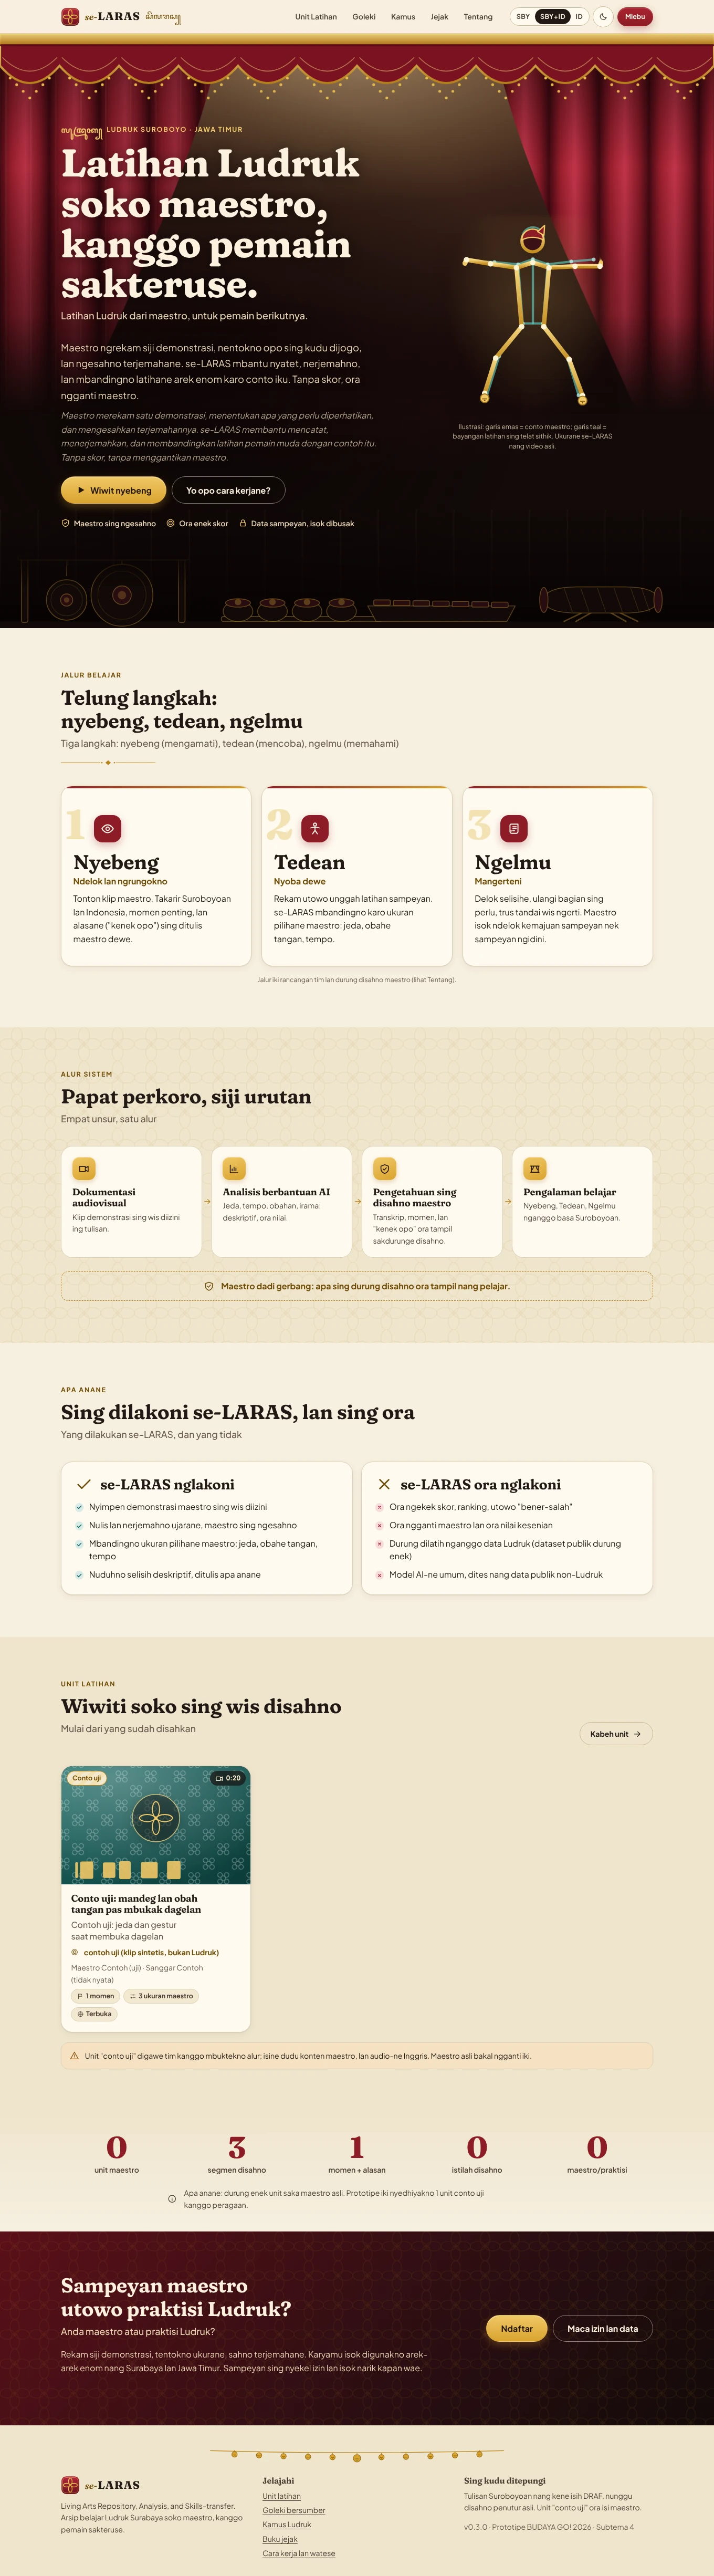 se-LARAS
Unit Latihan
Goleki
Kamus
Jejak
Tentang
SBY
SBY+ID
ID
Mlebu
LUDRUK SUROBOYO · JAWA TIMUR
Latihan Ludruk
soko maestro,
kanggo pemain
sakteruse.
Latihan Ludruk dari maestro, untuk pemain berikutnya.
Maestro ngrekam siji demonstrasi, nentokno opo sing kudu dijogo,
lan ngesahno terjemahane. se-LARAS mbantu nyatet, nerjemahno,
lan mbandingno latihane arek enom karo conto iku. Tanpa skor, ora
ngganti maestro.
Maestro merekam satu demonstrasi, menentukan apa yang perlu diperhatikan,
dan mengesahkan terjemahannya. se-LARAS membantu mencatat,
menerjemahkan, dan membandingkan latihan pemain muda dengan contoh itu.
Tanpa skor, tanpa menggantikan maestro.
Wiwit nyebeng
Yo opo cara kerjane?
Maestro sing ngesahno
Ora enek skor
Data sampeyan, isok dibusak
Ilustrasi: garis emas = conto maestro; garis teal =
bayangan latihan sing telat sithik. Ukurane se-LARAS
nang video asli.
JALUR BELAJAR
Telung langkah:
nyebeng, tedean, ngelmu
Tiga langkah: nyebeng (mengamati), tedean (mencoba), ngelmu (memahami)
1
Nyebeng
Ndelok lan ngrungokno
Tonton klip maestro. Takarir Suroboyoan
lan Indonesia, momen penting, lan
alasane ("kenek opo") sing ditulis
maestro dewe.
2
Tedean
Nyoba dewe
Rekam utowo unggah latihan sampeyan.
se-LARAS mbandingno karo ukuran
pilihane maestro: jeda, obahe
tangan, tempo.
3
Ngelmu
Mangerteni
Delok selisihe, ulangi bagian sing
perlu, trus tandai wis ngerti. Maestro
isok ndelok kemajuan sampeyan nek
sampeyan ngidini.
Jalur iki rancangan tim lan durung disahno maestro (lihat Tentang).
ALUR SISTEM
Papat perkoro, siji urutan
Empat unsur, satu alur
Dokumentasi
audiovisual
Klip demonstrasi sing wis diizini
ing tulisan.
Analisis berbantuan AI
Jeda, tempo, obahan, irama:
deskriptif, ora nilai.
Pengetahuan sing
disahno maestro
Transkrip, momen, lan
"kenek opo" ora tampil
sakdurunge disahno.
Pengalaman belajar
Nyebeng, Tedean, Ngelmu
nganggo basa Suroboyoan.
Maestro dadi gerbang: apa sing durung disahno ora tampil nang pelajar.
APA ANANE
Sing dilakoni se-LARAS, lan sing ora
Yang dilakukan se-LARAS, dan yang tidak
se-LARAS nglakoni
Nyimpen demonstrasi maestro sing wis diizini
Nulis lan nerjemahno ujarane, maestro sing ngesahno
Mbandingno ukuran pilihane maestro: jeda, obahe tangan,
tempo
Nuduhno selisih deskriptif, ditulis apa anane
se-LARAS ora nglakoni
Ora ngekek skor, ranking, utowo "bener-salah"
Ora ngganti maestro lan ora nilai kesenian
Durung dilatih nganggo data Ludruk (dataset publik durung
enek)
Model AI-ne umum, dites nang data publik non-Ludruk
UNIT LATIHAN
Wiwiti soko sing wis disahno
Mulai dari yang sudah disahkan
Kabeh unit
Conto uji
0:20
Conto uji: mandeg lan obah
tangan pas mbukak dagelan
Contoh uji: jeda dan gestur
saat membuka dagelan
contoh uji (klip sintetis, bukan Ludruk)
Maestro Contoh (uji) · Sanggar Contoh
(tidak nyata)
1 momen
3 ukuran maestro
Terbuka
Unit "conto uji" digawe tim kanggo mbuktekno alur; isine dudu konten maestro, lan audio-ne Inggris. Maestro asli bakal ngganti iki.
0
unit maestro
3
segmen disahno
1
momen + alasan
0
istilah disahno
0
maestro/praktisi
Apa anane: durung enek unit saka maestro asli. Prototipe iki nyedhiyakno 1 unit conto uji
kanggo peragaan.
Sampeyan maestro
utowo praktisi Ludruk?
Anda maestro atau praktisi Ludruk?
Rekam siji demonstrasi, tentokno ukurane, sahno terjemahane. Karyamu isok digunakno arek-
arek enom nang Surabaya lan Jawa Timur. Sampeyan sing nyekel izin lan isok narik kapan wae.
Ndaftar
Maca izin lan data
se-LARAS
Living Arts Repository, Analysis, and Skills-transfer.
Arsip belajar Ludruk Surabaya soko maestro, kanggo
pemain sakteruse.
Jelajahi
Unit latihan
Goleki bersumber
Kamus Ludruk
Buku jejak
Cara kerja lan watese
Sing kudu ditepungi
Tulisan Suroboyoan nang kene isih DRAF, nunggu
disahno penutur asli. Unit "conto uji" ora isi maestro.
v0.3.0 · Prototipe BUDAYA GO! 2026 · Subtema 4